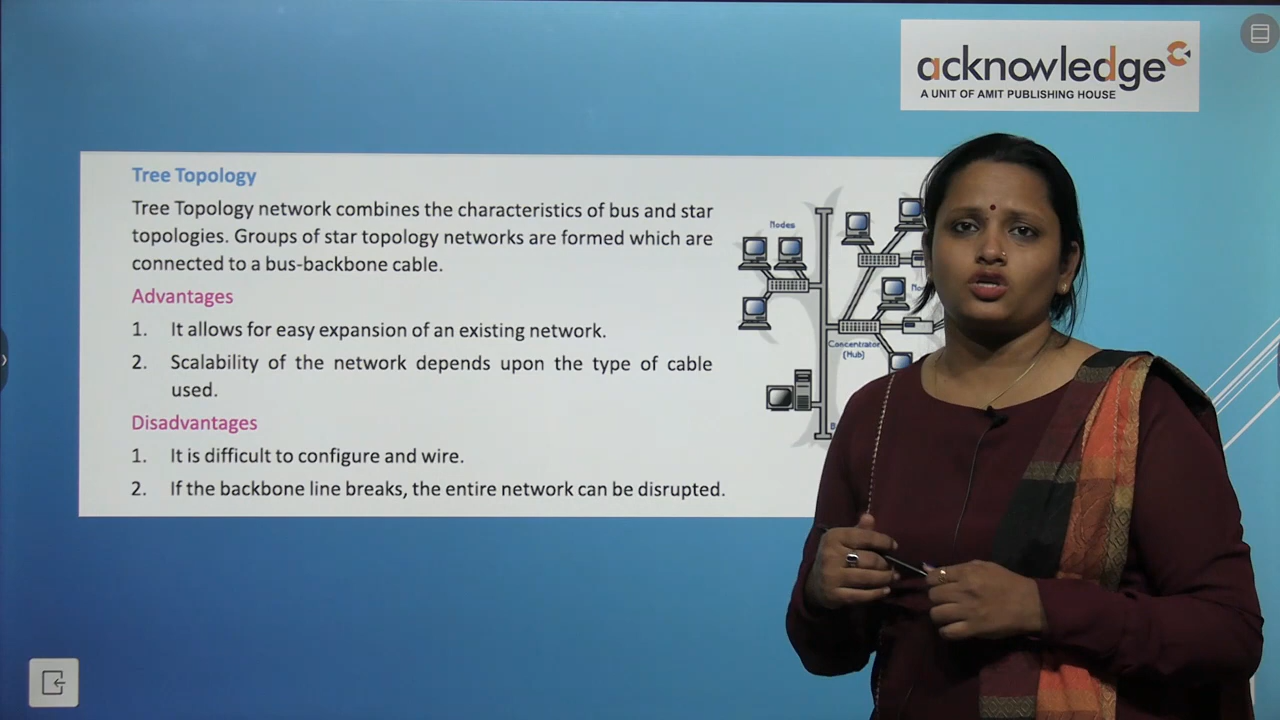 acknowledge
A UNIT OF AMIT PUBLISHING HOUSE
Tree Topology
Tree Topology network combines the characteristics of bus and star
topologies. Groups of star topology networks are formed which are
connected to a bus-backbone cable.
Advantages
1. It allows for easy expansion of an existing network.
2. Scalability of the network depends upon the type of cable
used.
Disadvantages
1. It is difficult to configure and wire.
2. If the backbone line breaks, the entire network can be disrupted.
Nodes
Concentrator
(Hub)